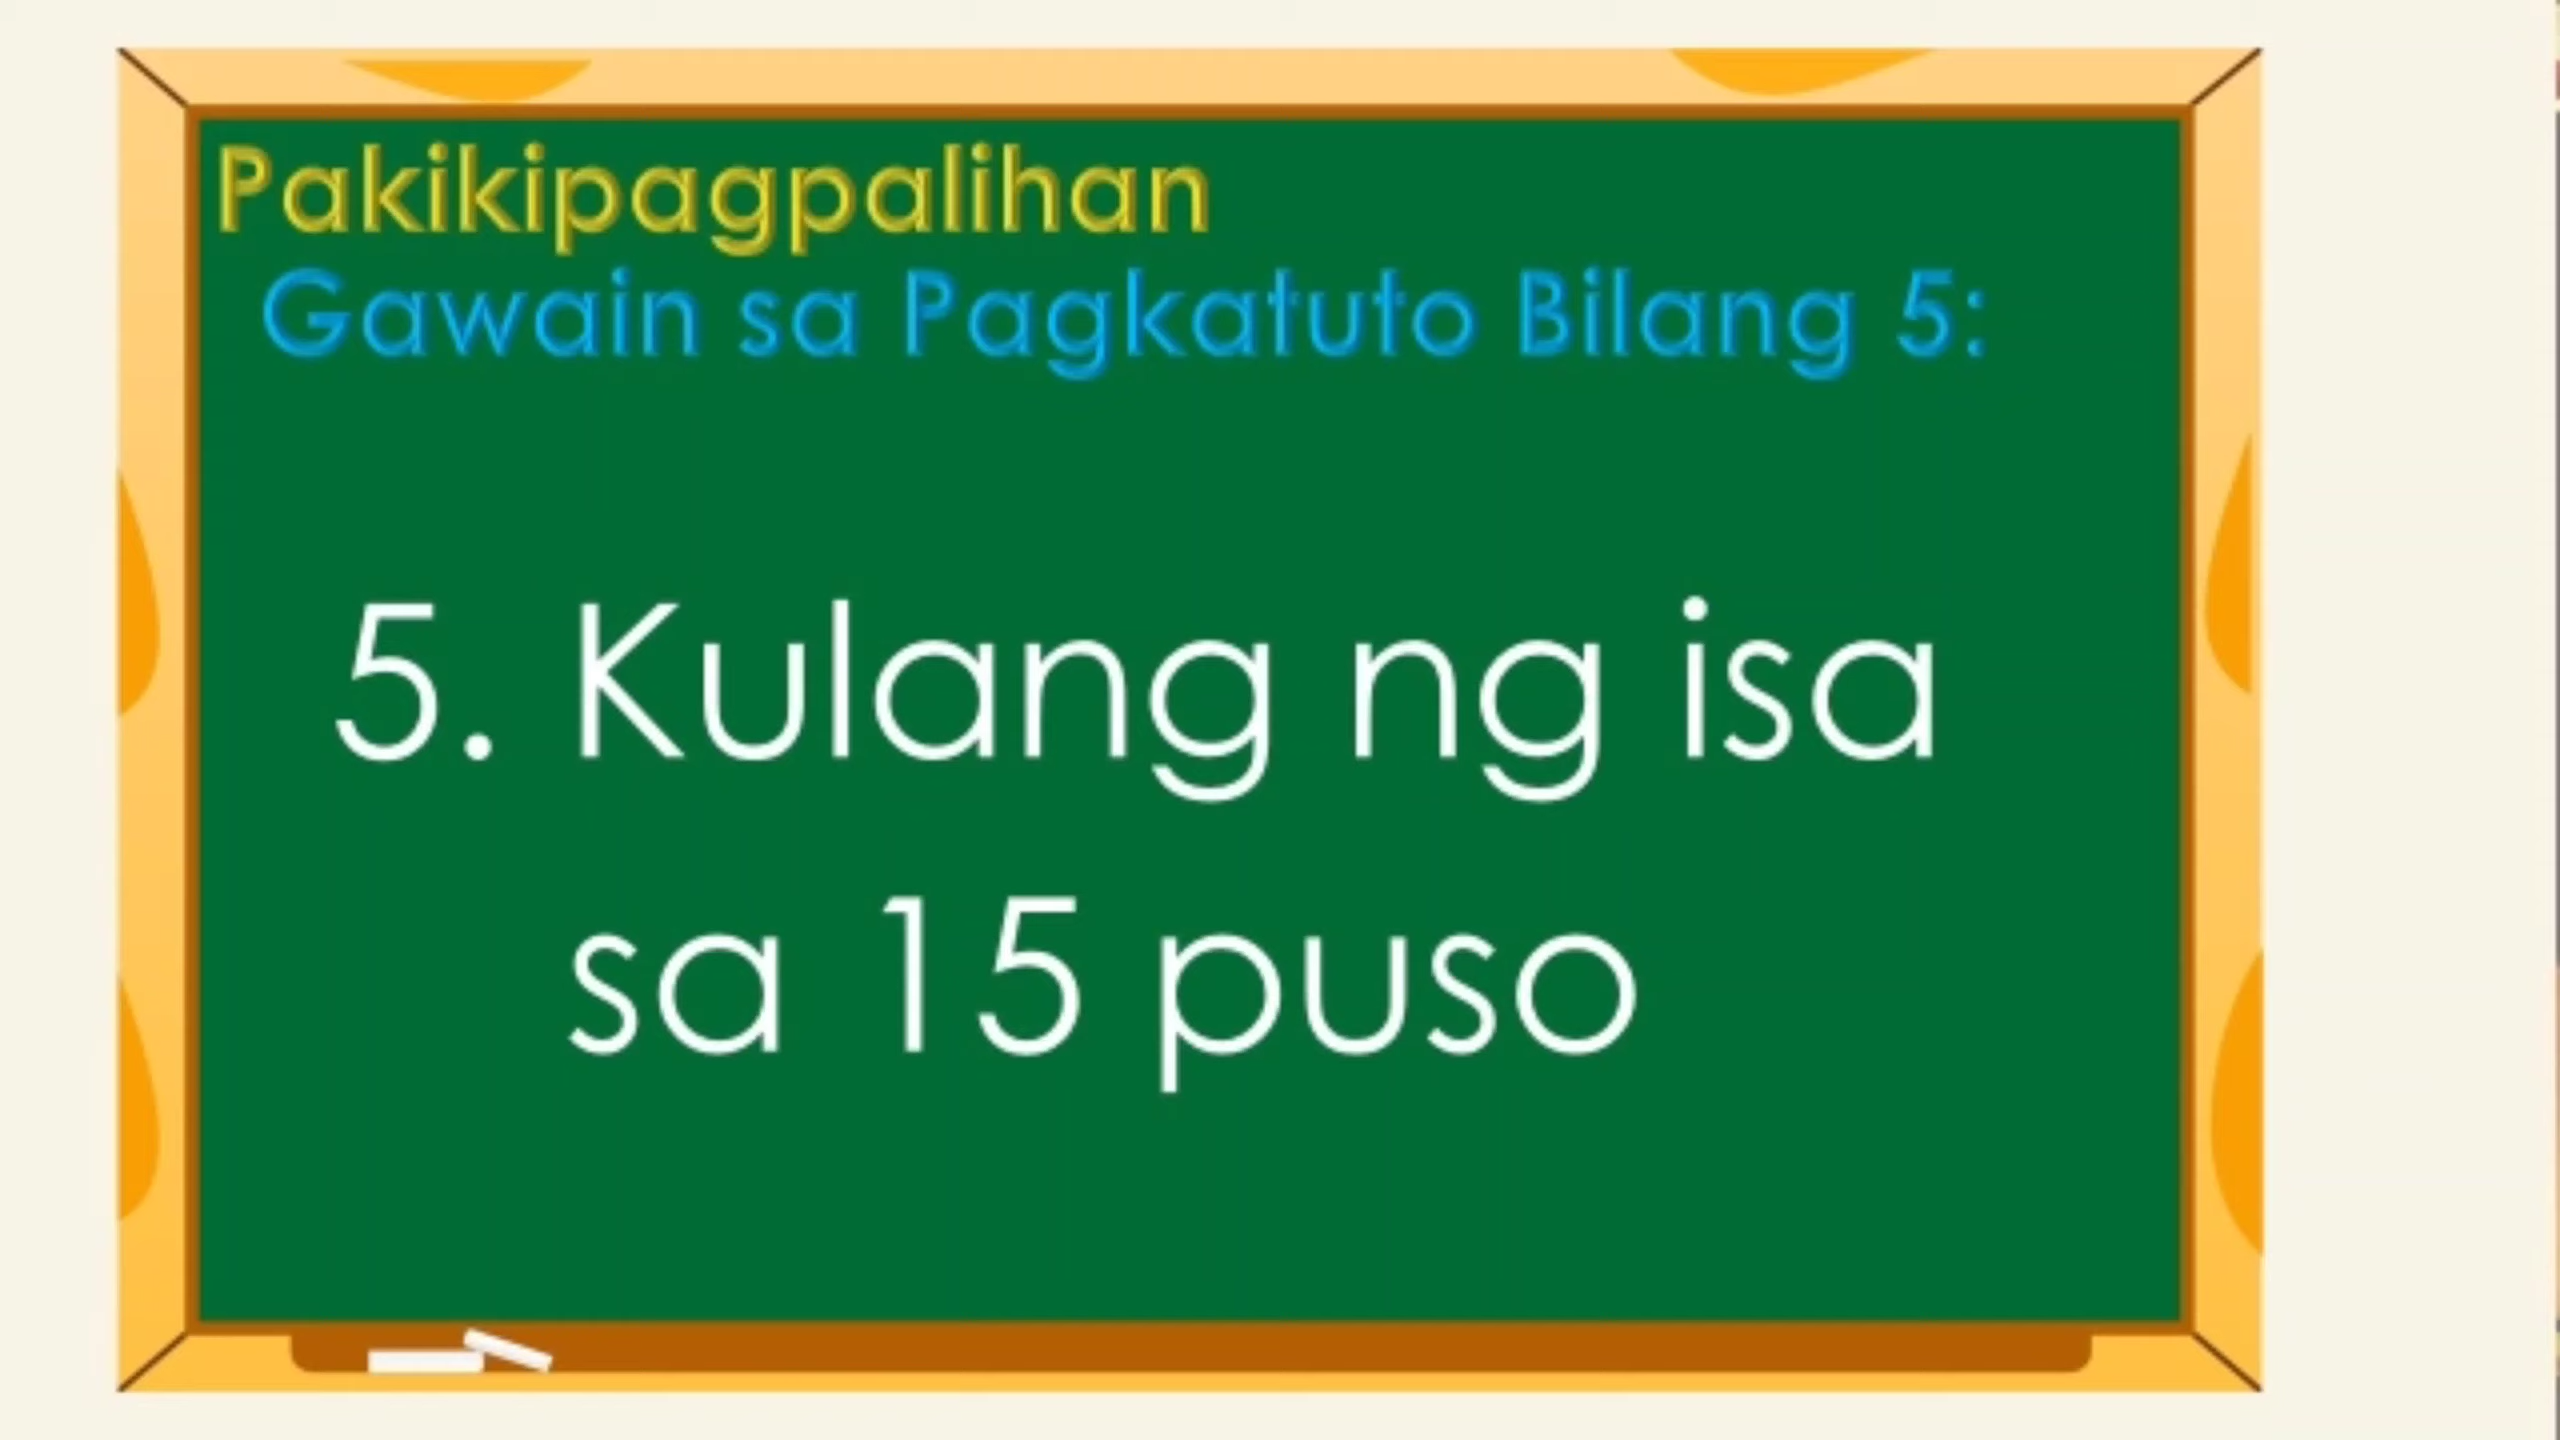 Pakikipagpalihan
Gawain sa Pagkatuto Bilang 5:
5. Kulang ng isa
sa 15 puso